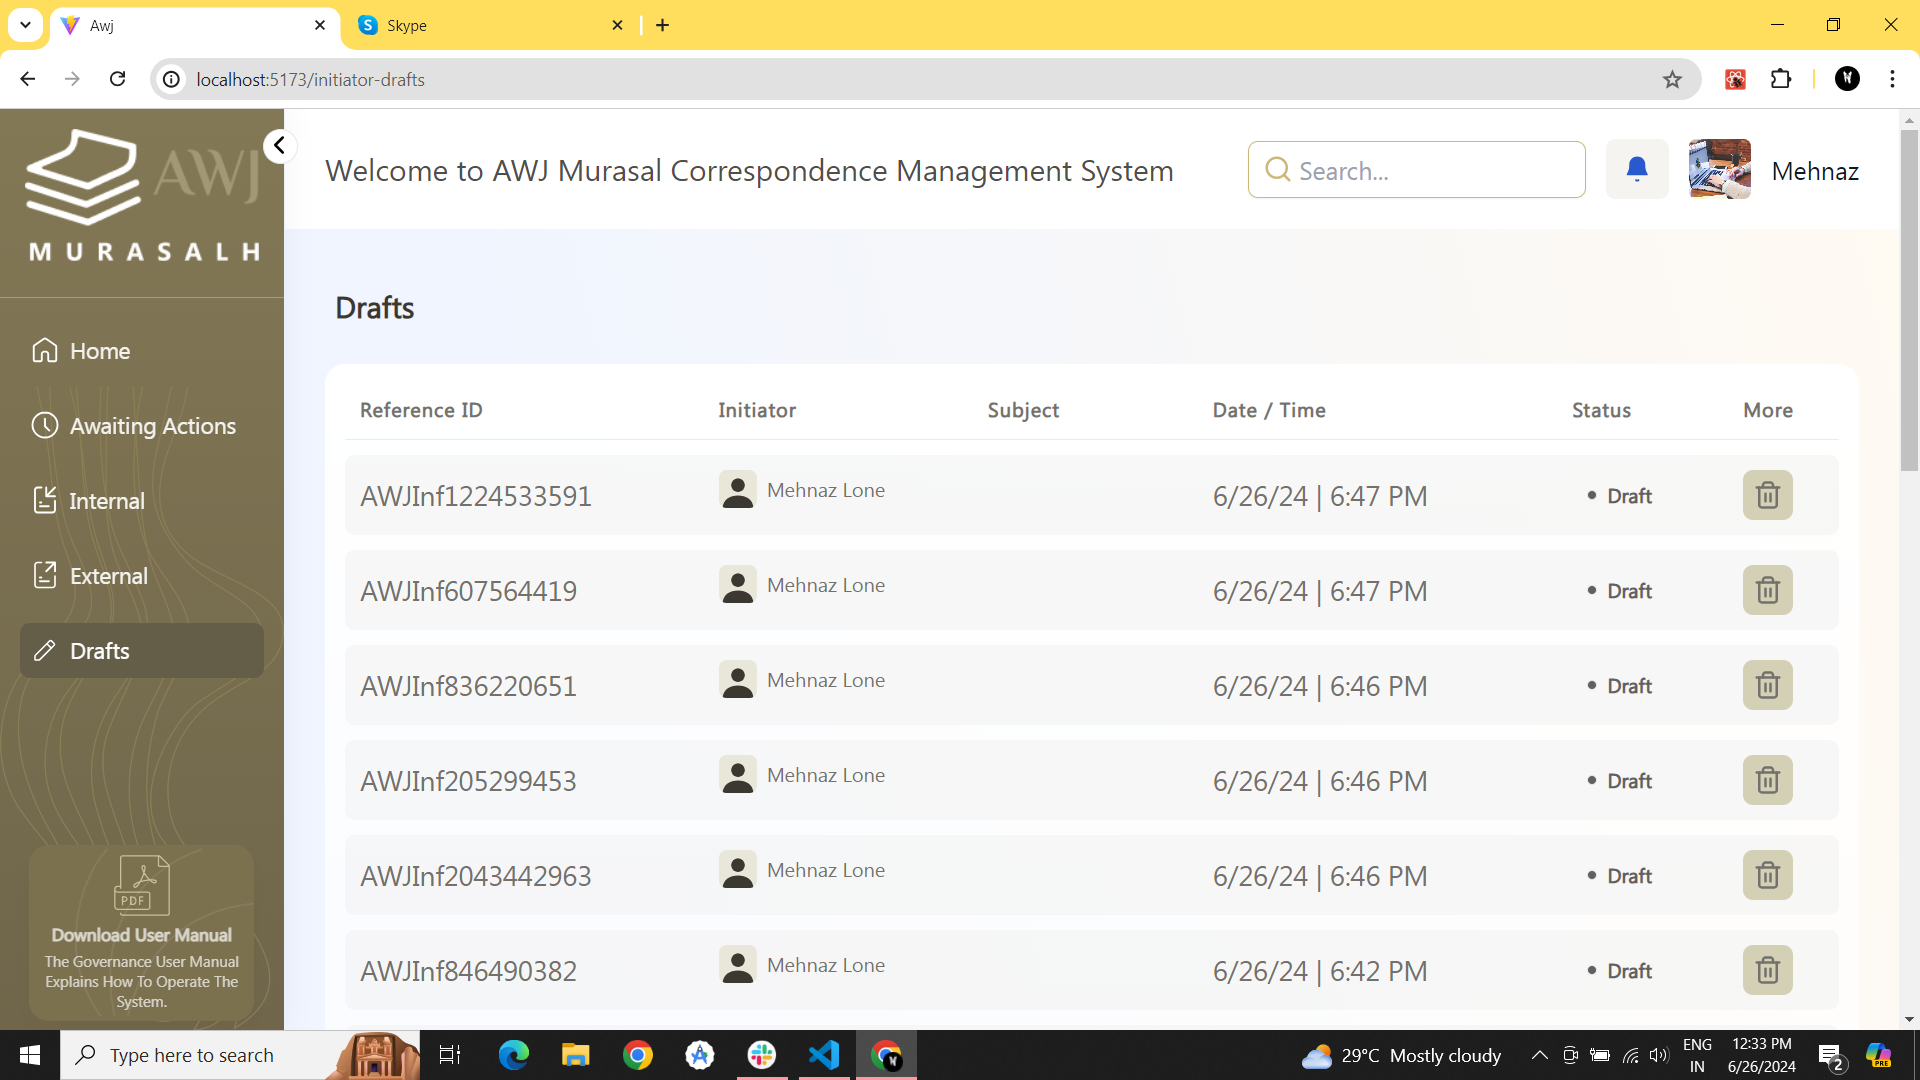 Awj
Skype
localhost:5173/initiator-drafts
AWJ
MURASALH
Welcome to AWJ Murasal Correspondence Management System
Search...
Mehnaz
Home
Awaiting Actions
Internal
External
Drafts
PDF
Download User Manual
The Governance User Manual
Explains How To Operate The
System.
Drafts
Reference ID Initiator Subject Date / Time Status More
AWJInf1224533591 Mehnaz Lone 6/26/24 | 6:47 PM • Draft
AWJInf607564419 Mehnaz Lone 6/26/24 | 6:47 PM • Draft
AWJInf836220651 Mehnaz Lone 6/26/24 | 6:46 PM • Draft
AWJInf205299453 Mehnaz Lone 6/26/24 | 6:46 PM • Draft
AWJInf2043442963 Mehnaz Lone 6/26/24 | 6:46 PM • Draft
AWJInf846490382 Mehnaz Lone 6/26/24 | 6:42 PM • Draft
Type here to search
29°C Mostly cloudy
ENG
IN
12:33 PM
6/26/2024
2
PRE